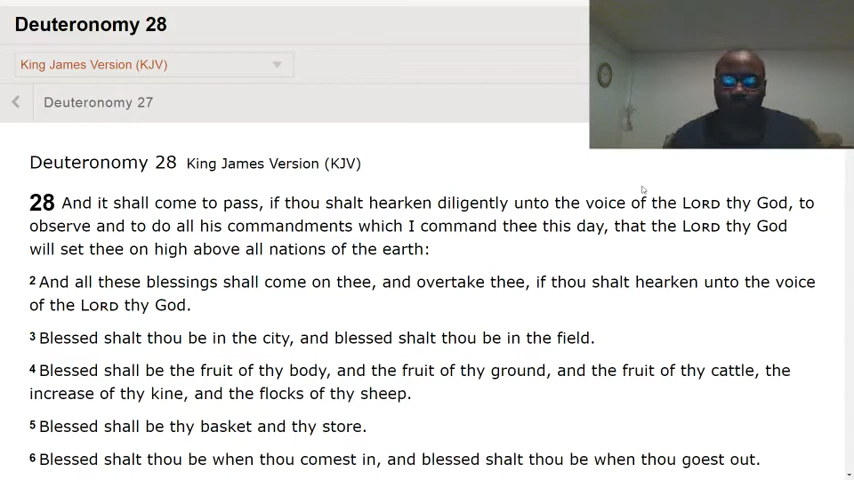 Deuteronomy 28
King James Version (KJV)
Deuteronomy 27
Deuteronomy 28 King James Version (KJV)
28 And it shall come to pass, if thou shalt hearken diligently unto the voice of the LORD thy God, to
observe and to do all his commandments which I command thee this day, that the LORD thy God
will set thee on high above all nations of the earth:
2 And all these blessings shall come on thee, and overtake thee, if thou shalt hearken unto the voice
of the LORD thy God.
3 Blessed shalt thou be in the city, and blessed shalt thou be in the field.
4 Blessed shall be the fruit of thy body, and the fruit of thy ground, and the fruit of thy cattle, the
increase of thy kine, and the flocks of thy sheep.
5 Blessed shall be thy basket and thy store.
6 Blessed shalt thou be when thou comest in, and blessed shalt thou be when thou goest out.